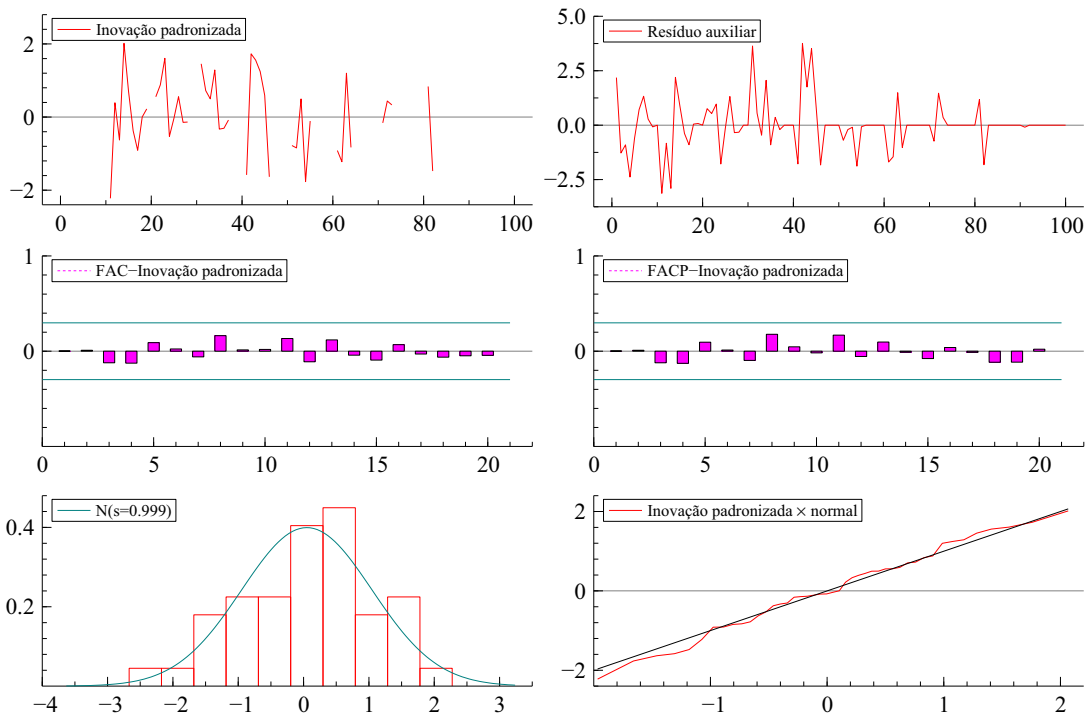 2
0
−2
Inovação padronizada
0 20 40 60 80 100
5.0
2.5
0.0
−2.5
Resíduo auxiliar
0 20 40 60 80 100
1
0
FAC−Inovação padronizada
0 5 10 15 20
1
0
FACP−Inovação padronizada
0 5 10 15 20
0.4
0.2
N(s=0.999)
−4 −3 −2 −1 0 1 2 3
2
0
−2
Inovação padronizada × normal
−1 0 1 2